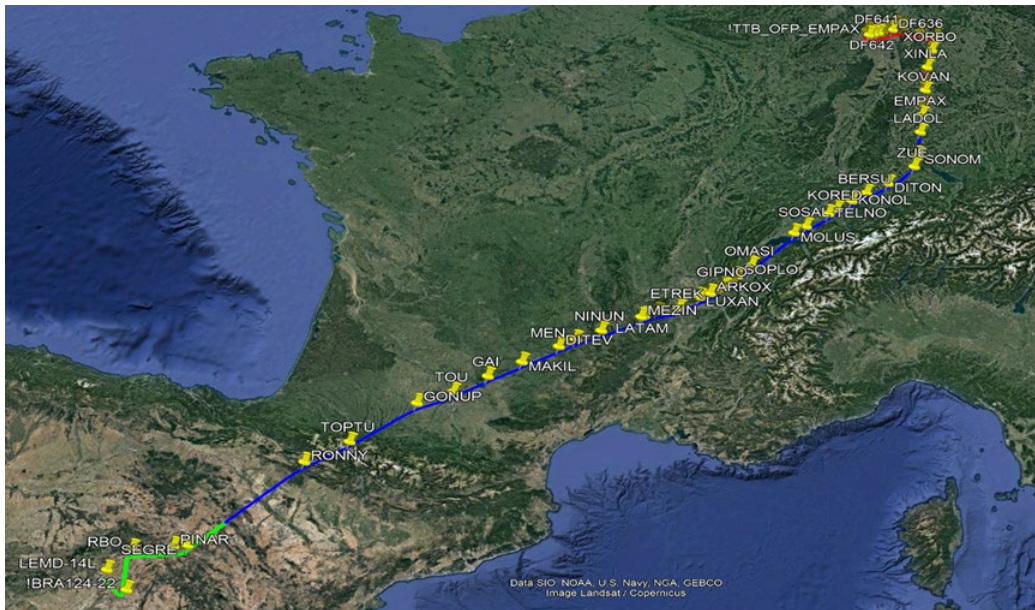 DF641
DF636
!TTB_OFP_EMPAX
DF642
XORBO
XINLA
KOVAN
EMPAX
LADOL
ZUE
SONOM
BERSU
DITON
KORED
KONOL
SOSAL
TELNO
MOLUS
OMASI
GIPNO
SOPLO
ARKOX
ETREK
LUXAN
MEZIN
NINUN
LATAM
MEN
DITEV
GAI
MAKIL
TOU
GONUP
TOPTU
RONNY
PINAR
RBO
SEGRE
LEMD-14L
!BRA124-22
Data SIO, NOAA, U.S. Navy, NGA, GEBCO
Image Landsat / Copernicus